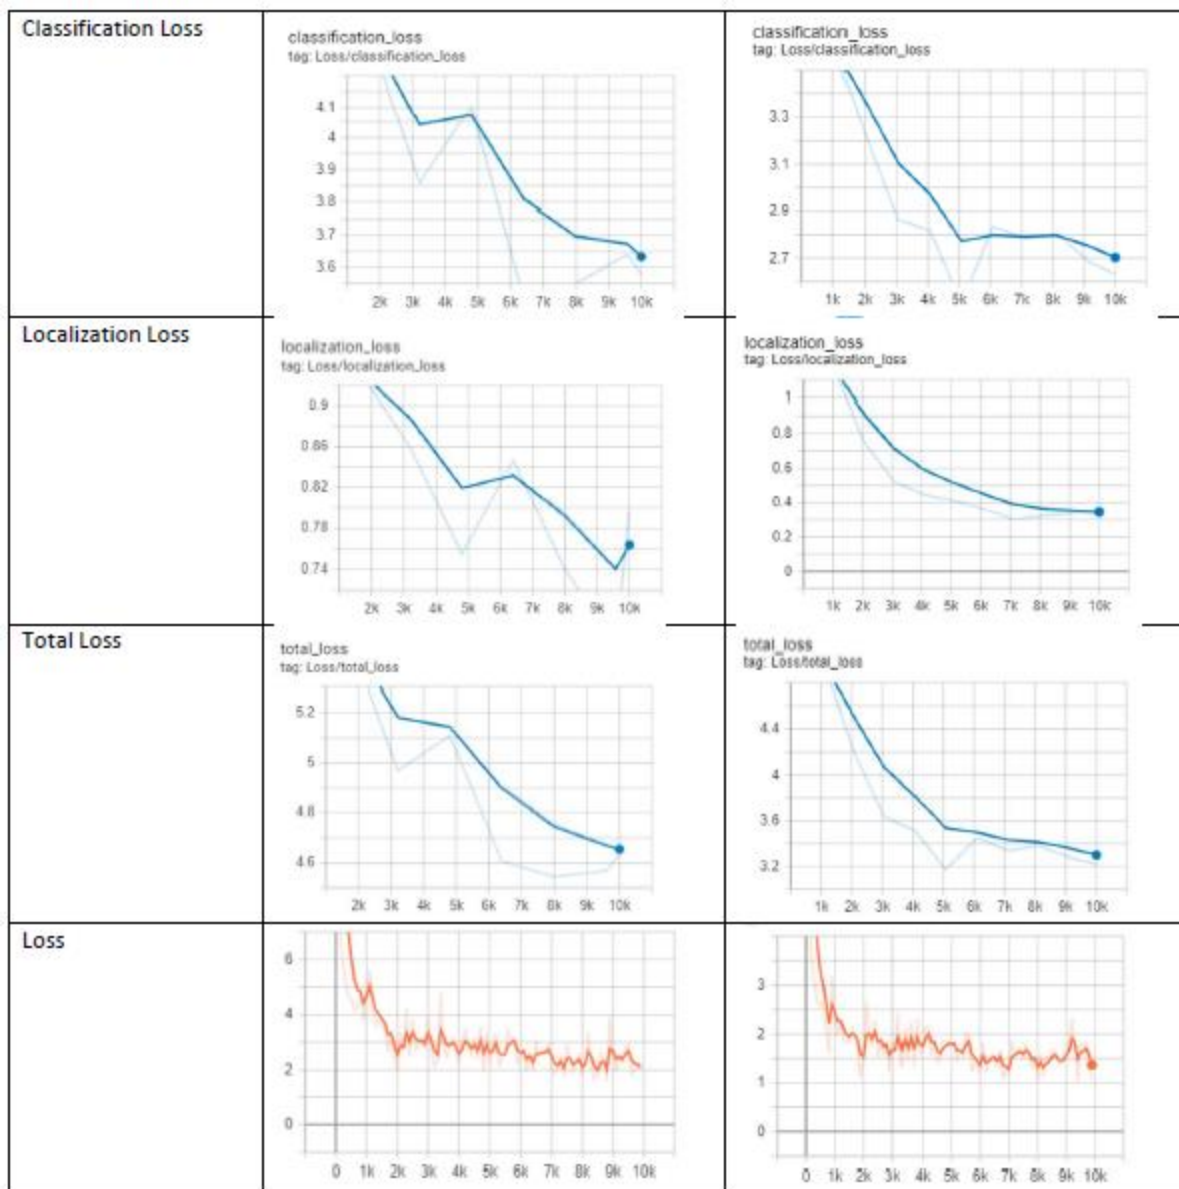 Classification Loss
classification_loss
tag: Loss/classification_loss
4.1
4
3.9
3.8
3.7
3.6
2k 3k 4k 5k 6k 7k 8k 9k 10k
classification_loss
tag: Loss/classification_loss
3.3
3.1
2.9
2.7
1k 2k 3k 4k 5k 6k 7k 8k 9k 10k
Localization Loss
localization_loss
tag: Loss/localization_loss
0.9
0.86
0.82
0.78
0.74
2k 3k 4k 5k 6k 7k 8k 9k 10k
localization_loss
tag: Loss/localization_loss
1
0.8
0.6
0.4
0.2
0
1k 2k 3k 4k 5k 6k 7k 8k 9k 10k
Total Loss
total_loss
tag: Loss/total_loss
5.2
5
4.8
4.6
2k 3k 4k 5k 6k 7k 8k 9k 10k
total_loss
tag: Loss/total_loss
4.4
4
3.6
3.2
1k 2k 3k 4k 5k 6k 7k 8k 9k 10k
Loss
6
4
2
0
0 1k 2k 3k 4k 5k 6k 7k 8k 9k 10k
3
2
1
0
0 1k 2k 3k 4k 5k 6k 7k 8k 9k 10k